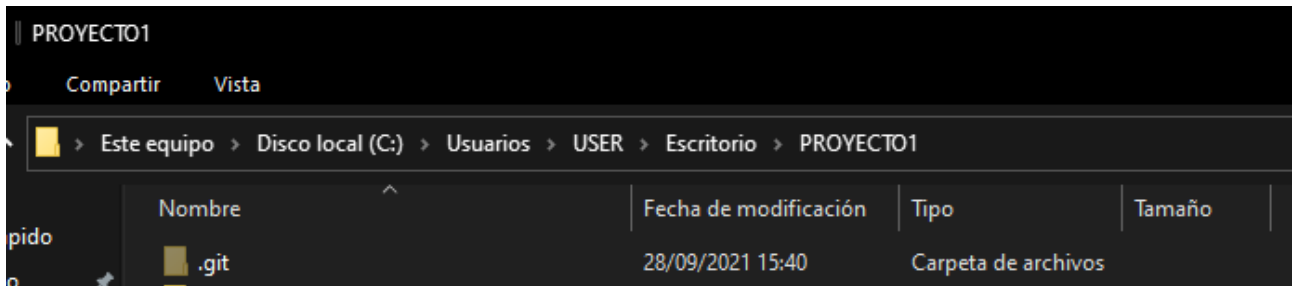 PROYECTO1
Compartir Vista
Este equipo > Disco local (C:) > Usuarios > USER > Escritorio > PROYECTO1
Nombre Fecha de modificación Tipo Tamaño
.git 28/09/2021 15:40 Carpeta de archivos